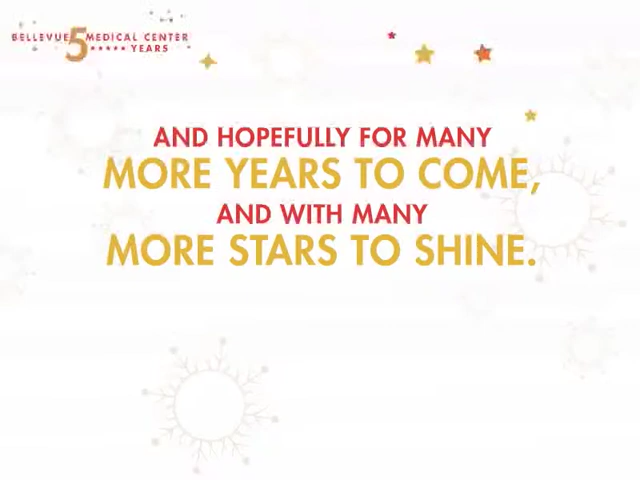 BELLEVUE 5 MEDICAL CENTER
YEARS
AND HOPEFULLY FOR MANY
MORE YEARS TO COME,
AND WITH MANY
MORE STARS TO SHINE.